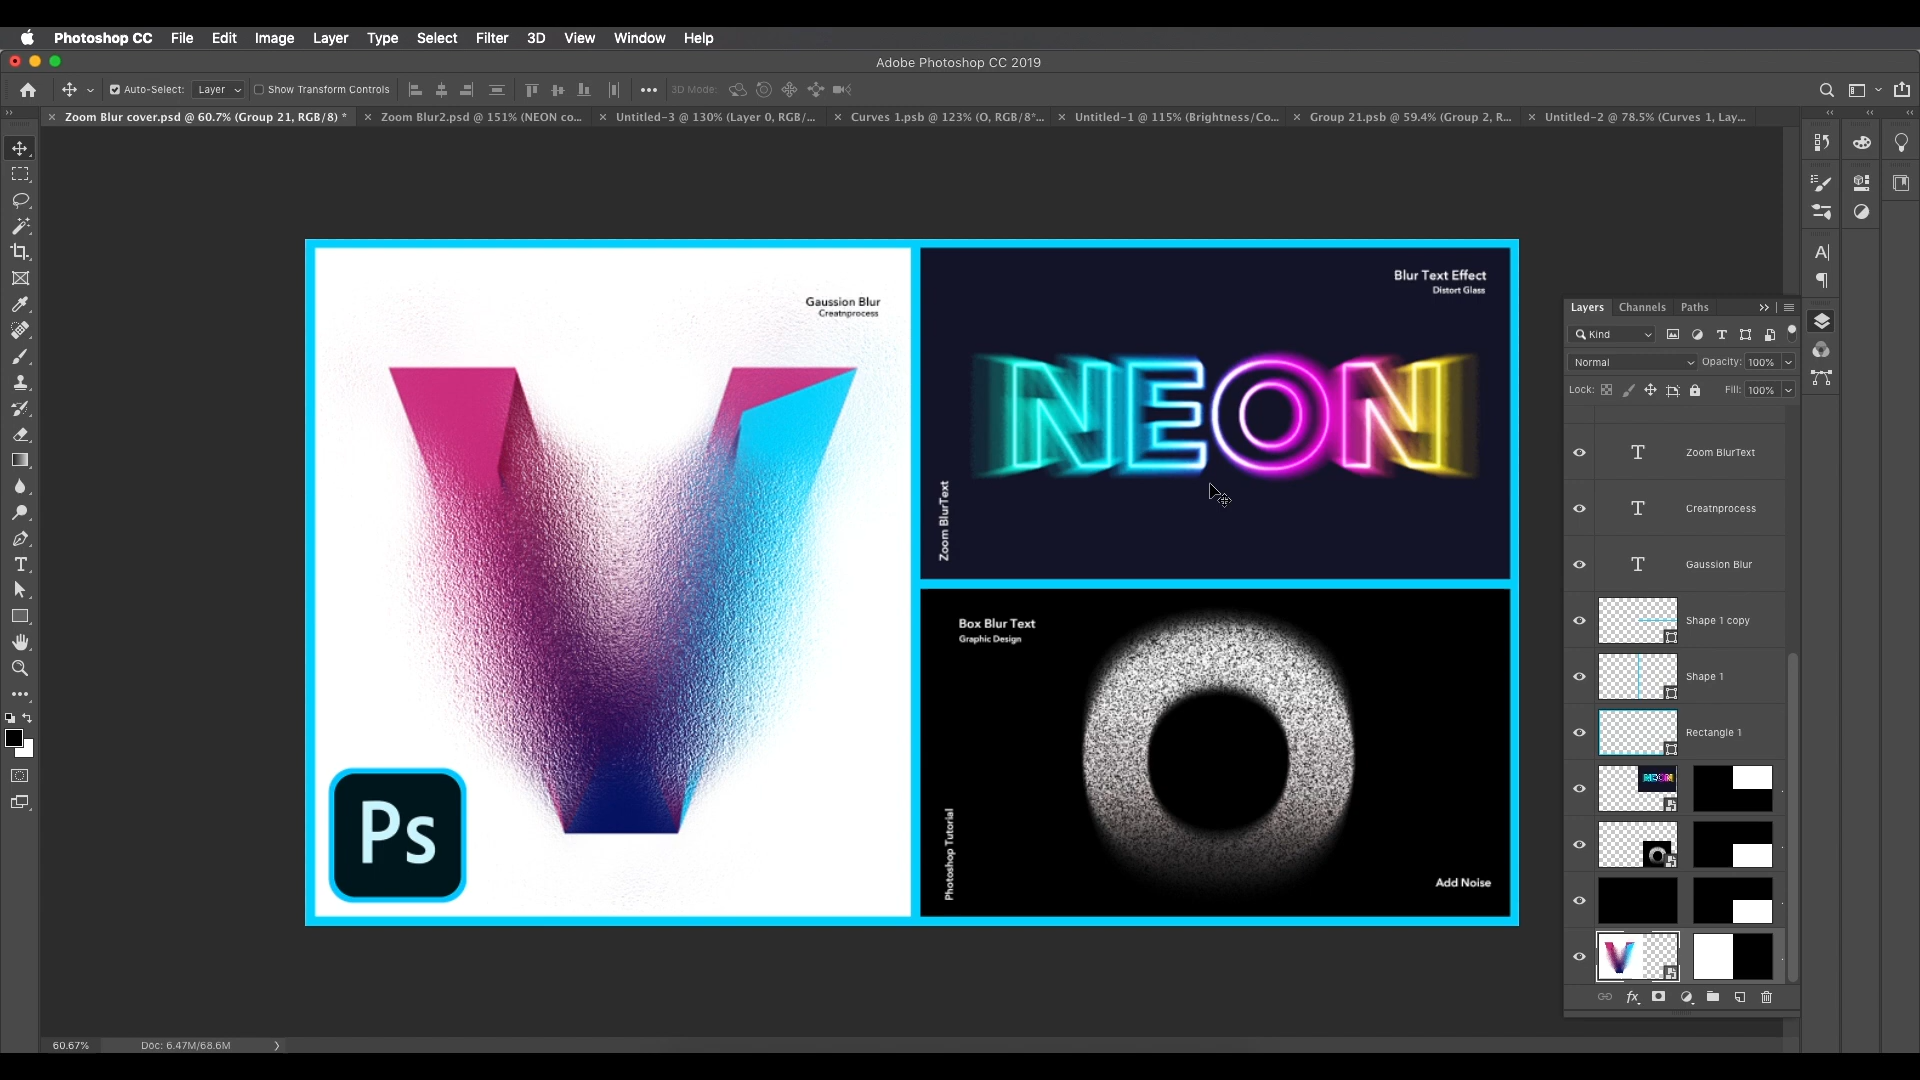 Photoshop CC File Edit Image Layer Type Select Filter 3D View Window Help
Adobe Photoshop CC 2019
Auto-Select: Layer Show Transform Controls 3D Mode:
Zoom Blur cover.psd @ 60.7% (Group 21, RGB/8) *
Zoom Blur2.psd @ 151% (NEON co...
Untitled-3 @ 130% (Layer 0, RGB/...
Curves 1.psb @ 123% (O, RGB/8*...
Untitled-1 @ 115% (Brightness/Co...
Group 21.psb @ 59.4% (Group 2, R...
Untitled-2 @ 78.5% (Curves 1, Lay...
Gaussion Blur
Creatnprocess
V
Ps
Blur Text Effect
Distort Glass
NEON
Zoom BlurText
Box Blur Text
Graphic Design
O
Photoshop Tutorial
Add Noise
Layers Channels Paths
Kind
Normal Opacity: 100%
Lock: Fill: 100%
Zoom BlurText
Creatnprocess
Gaussion Blur
Shape 1 copy
Shape 1
Rectangle 1
NEON
V
fx
60.67% Doc: 6.47M/68.6M